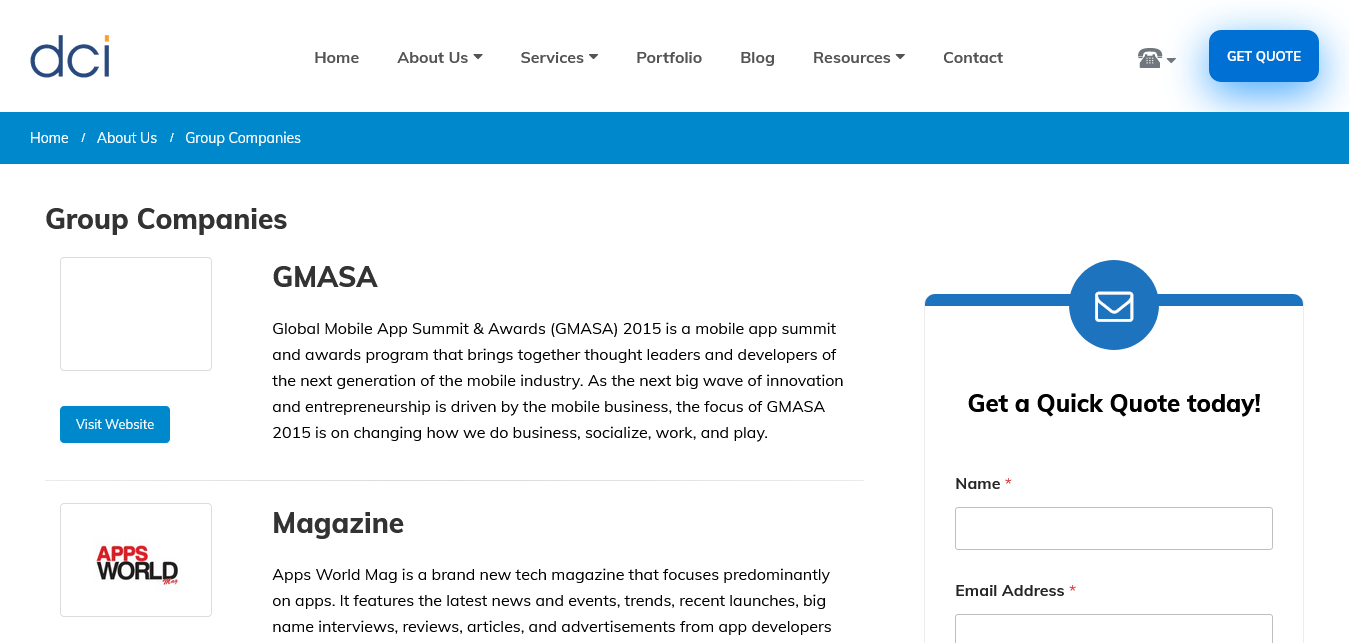 dci
Home
About Us
Services
Portfolio
Blog
Resources
Contact
GET QUOTE
Home / About Us / Group Companies
Group Companies
GMASA
Global Mobile App Summit & Awards (GMASA) 2015 is a mobile app summit
and awards program that brings together thought leaders and developers of
the next generation of the mobile industry. As the next big wave of innovation
and entrepreneurship is driven by the mobile business, the focus of GMASA
2015 is on changing how we do business, socialize, work, and play.
Visit Website
APPS
WORLD
Mag
Magazine
Apps World Mag is a brand new tech magazine that focuses predominantly
on apps. It features the latest news and events, trends, recent launches, big
name interviews, reviews, articles, and advertisements from app developers
Get a Quick Quote today!
Name *
Email Address *